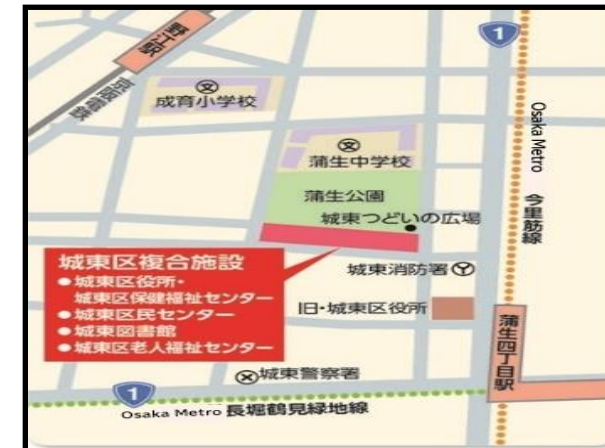 1
野江駅
京阪電鉄
成育小学校
蒲生中学校
蒲生公園
城東つどいの広場
Osaka Metro 今里筋線
城東区複合施設
●城東区役所・
城東区保健福祉センター
●城東区民センター
●城東図書館
●城東区老人福祉センター
城東消防署
旧・城東区役所
蒲生四丁目駅
城東警察署
1
Osaka Metro 長堀鶴見緑地線